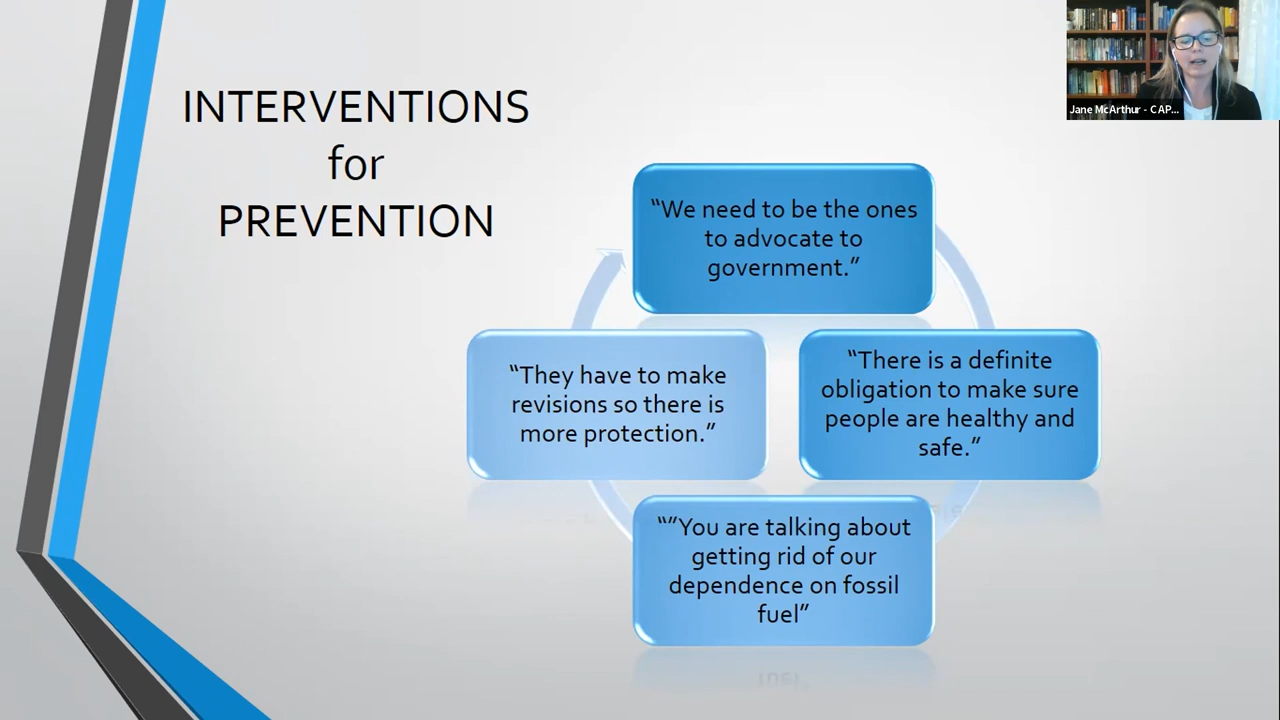 INTERVENTIONS
for
PREVENTION
Jane McArthur - CAP...
“We need to be the ones
to advocate to
government.”
“They have to make
revisions so there is
more protection.”
“There is a definite
obligation to make sure
people are healthy and
safe.”
“”You are talking about
getting rid of our
dependence on fossil
fuel”